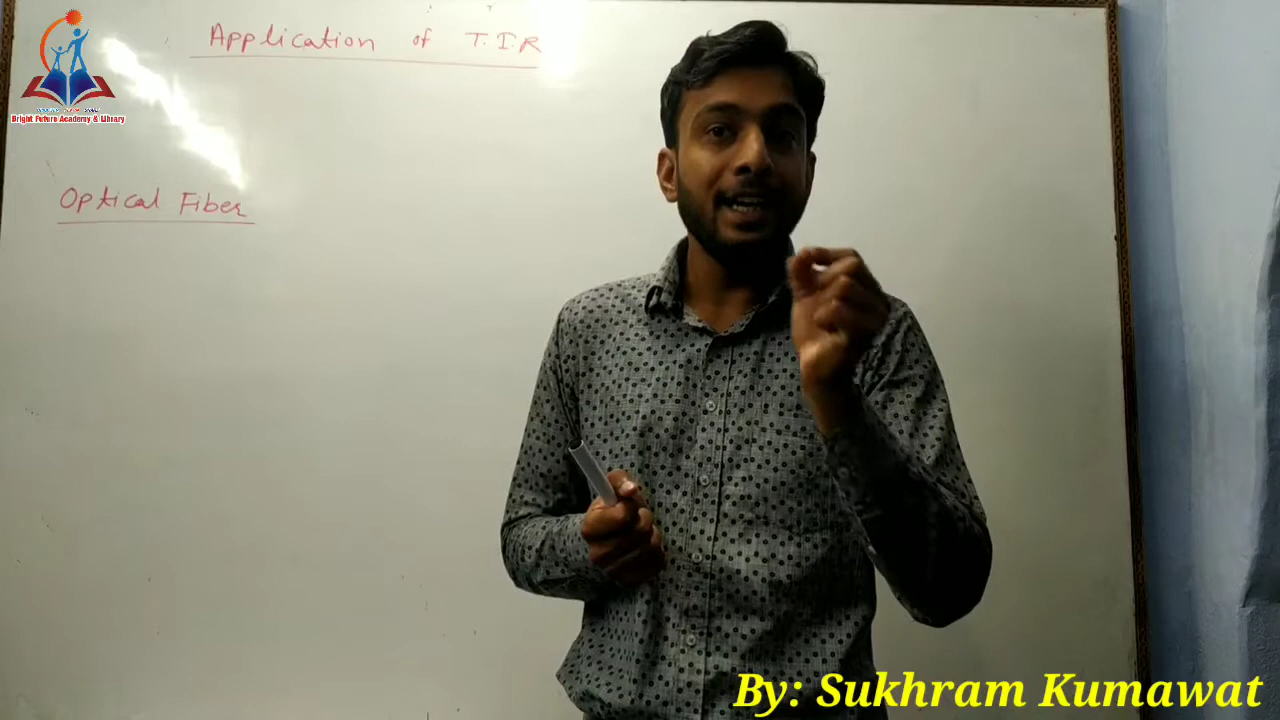 Application of T.I.R
Bright Future Academy & Library
Optical Fiber
By: Sukhram Kumawat